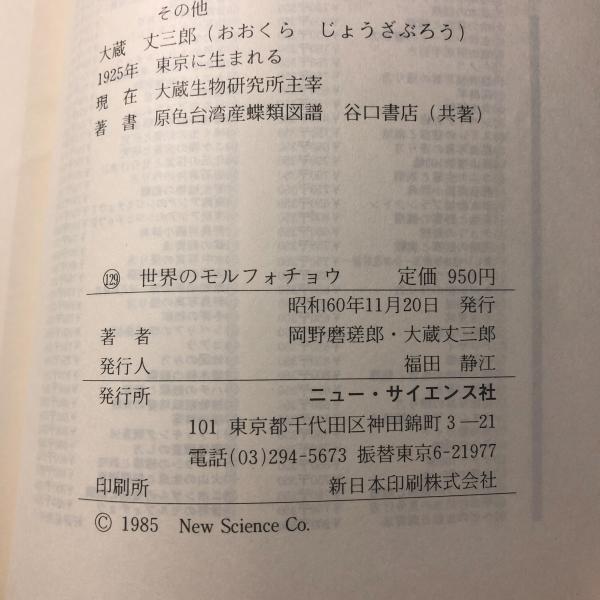 その他
大蔵 丈三郎（おおくら じょうざぶろう）
1925年 東京に生まれる
現在 大蔵生物研究所主宰
著書 原色台湾産蝶類図譜 谷口書店（共著）
129 世界のモルフォチョウ 定価 950円
昭和60年11月20日 発行
著者 岡野磨瑳郎・大蔵丈三郎
発行人 福田 静江
発行所 ニュー・サイエンス社
101 東京都千代田区神田錦町3―21
電話(03)294-5673 振替東京6-21977
印刷所 新日本印刷株式会社
© 1985 New Science Co.